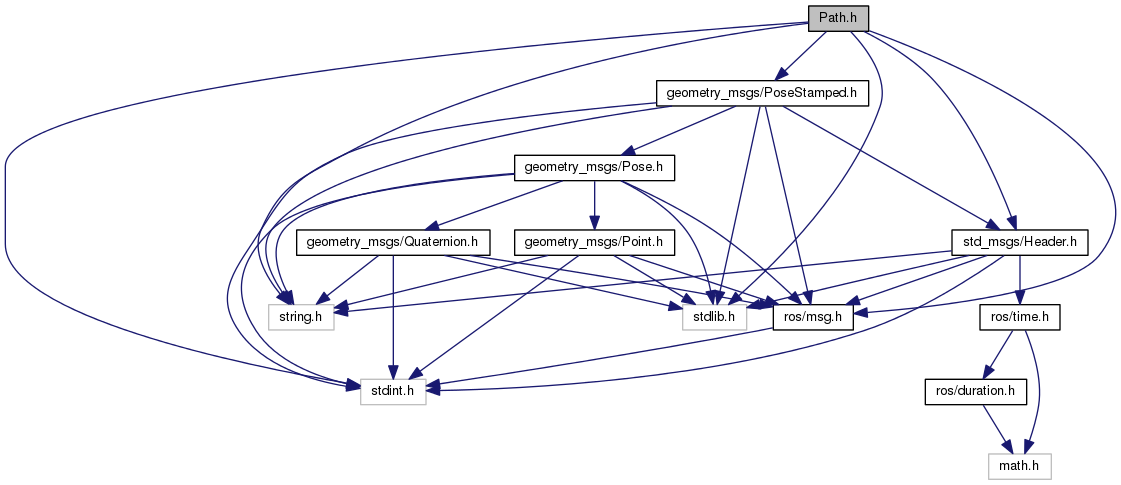 Path.h
geometry_msgs/PoseStamped.h
geometry_msgs/Pose.h
geometry_msgs/Quaternion.h
geometry_msgs/Point.h
std_msgs/Header.h
string.h
stdlib.h
ros/msg.h
ros/time.h
stdint.h
ros/duration.h
math.h